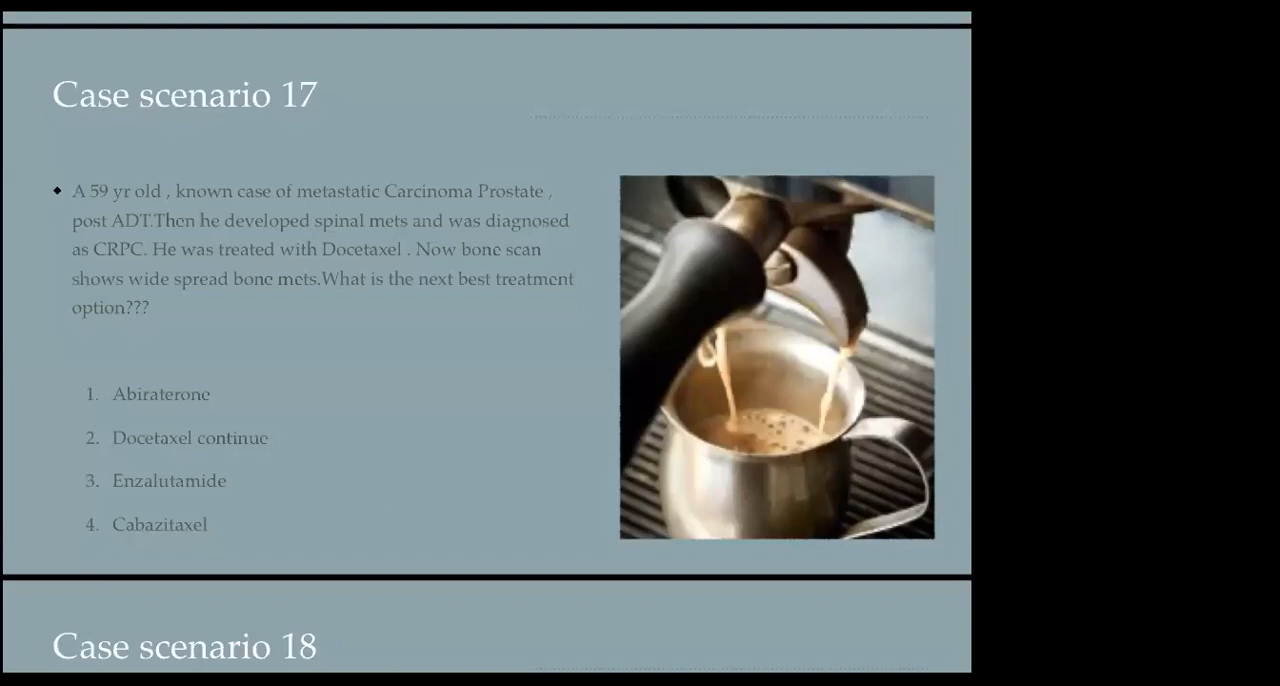 Case scenario 17
A 59 yr old , known case of metastatic Carcinoma Prostate ,
post ADT.Then he developed spinal mets and was diagnosed
as CRPC. He was treated with Docetaxel . Now bone scan
shows wide spread bone mets.What is the next best treatment
option???
1. Abiraterone
2. Docetaxel continue
3. Enzalutamide
4. Cabazitaxel
Case scenario 18